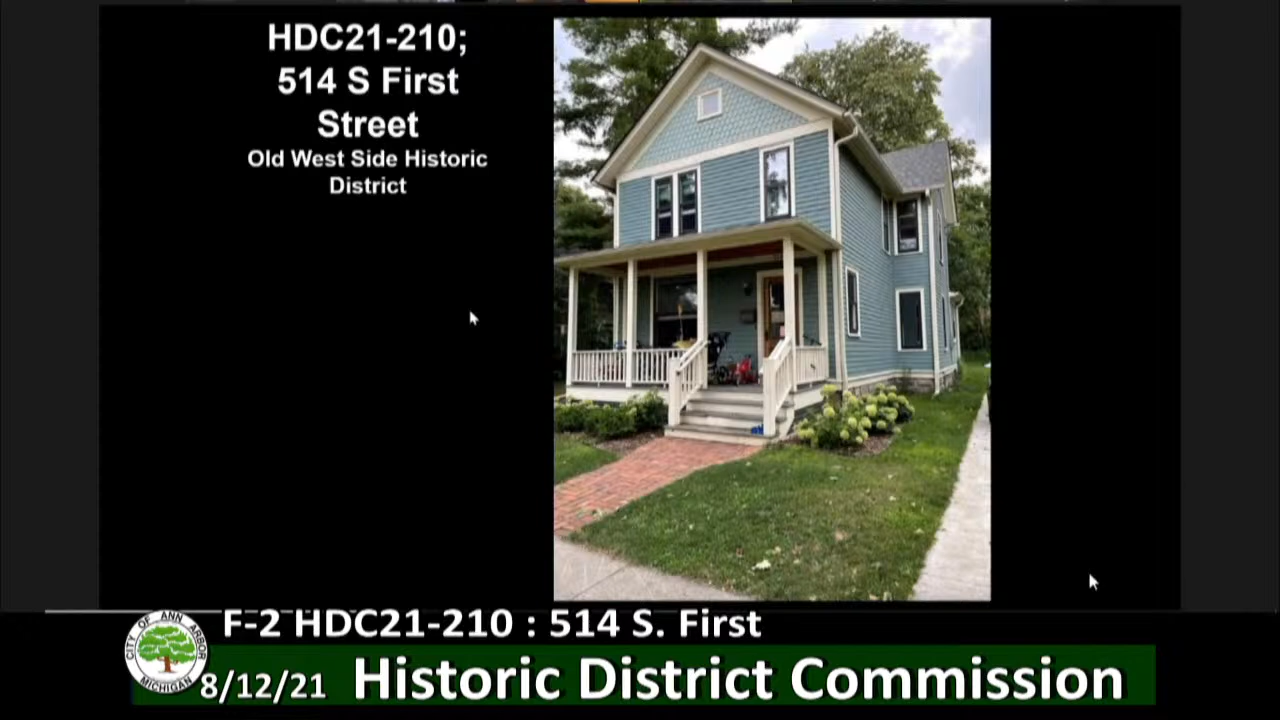 HDC21-210;
514 S First
Street
Old West Side Historic
District
F-2 HDC21-210 : 514 S. First
CITY OF ANN ARBOR
MICHIGAN
8/12/21 Historic District Commission